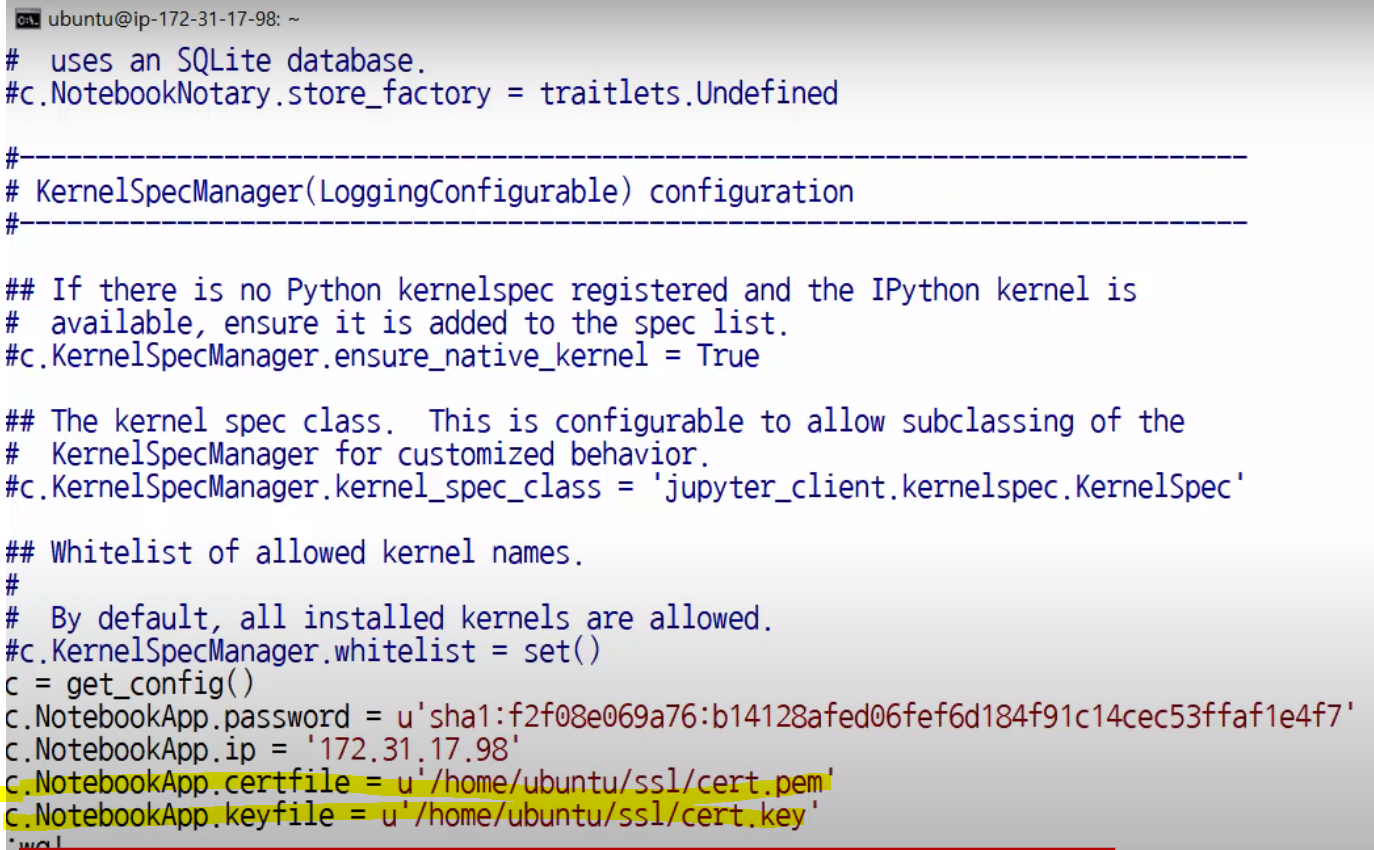 ubuntu@ip-172-31-17-98: ~
#  uses an SQLite database.
#c.NotebookNotary.store_factory = traitlets.Undefined
#------------------------------------------------------------------------------
# KernelSpecManager(LoggingConfigurable) configuration
#------------------------------------------------------------------------------
## If there is no Python kernelspec registered and the IPython kernel is
#  available, ensure it is added to the spec list.
#c.KernelSpecManager.ensure_native_kernel = True
## The kernel spec class.  This is configurable to allow subclassing of the
#  KernelSpecManager for customized behavior.
#c.KernelSpecManager.kernel_spec_class = 'jupyter_client.kernelspec.KernelSpec'
## Whitelist of allowed kernel names.
#
#  By default, all installed kernels are allowed.
#c.KernelSpecManager.whitelist = set()
c = get_config()
c.NotebookApp.password = u'sha1:f2f08e069a76:b14128afed06fef6d184f91c14cec53ffaf1e4f7'
c.NotebookApp.ip = '172.31.17.98'
c.NotebookApp.certfile = u'/home/ubuntu/ssl/cert.pem'
c.NotebookApp.keyfile = u'/home/ubuntu/ssl/cert.key'
:wq!